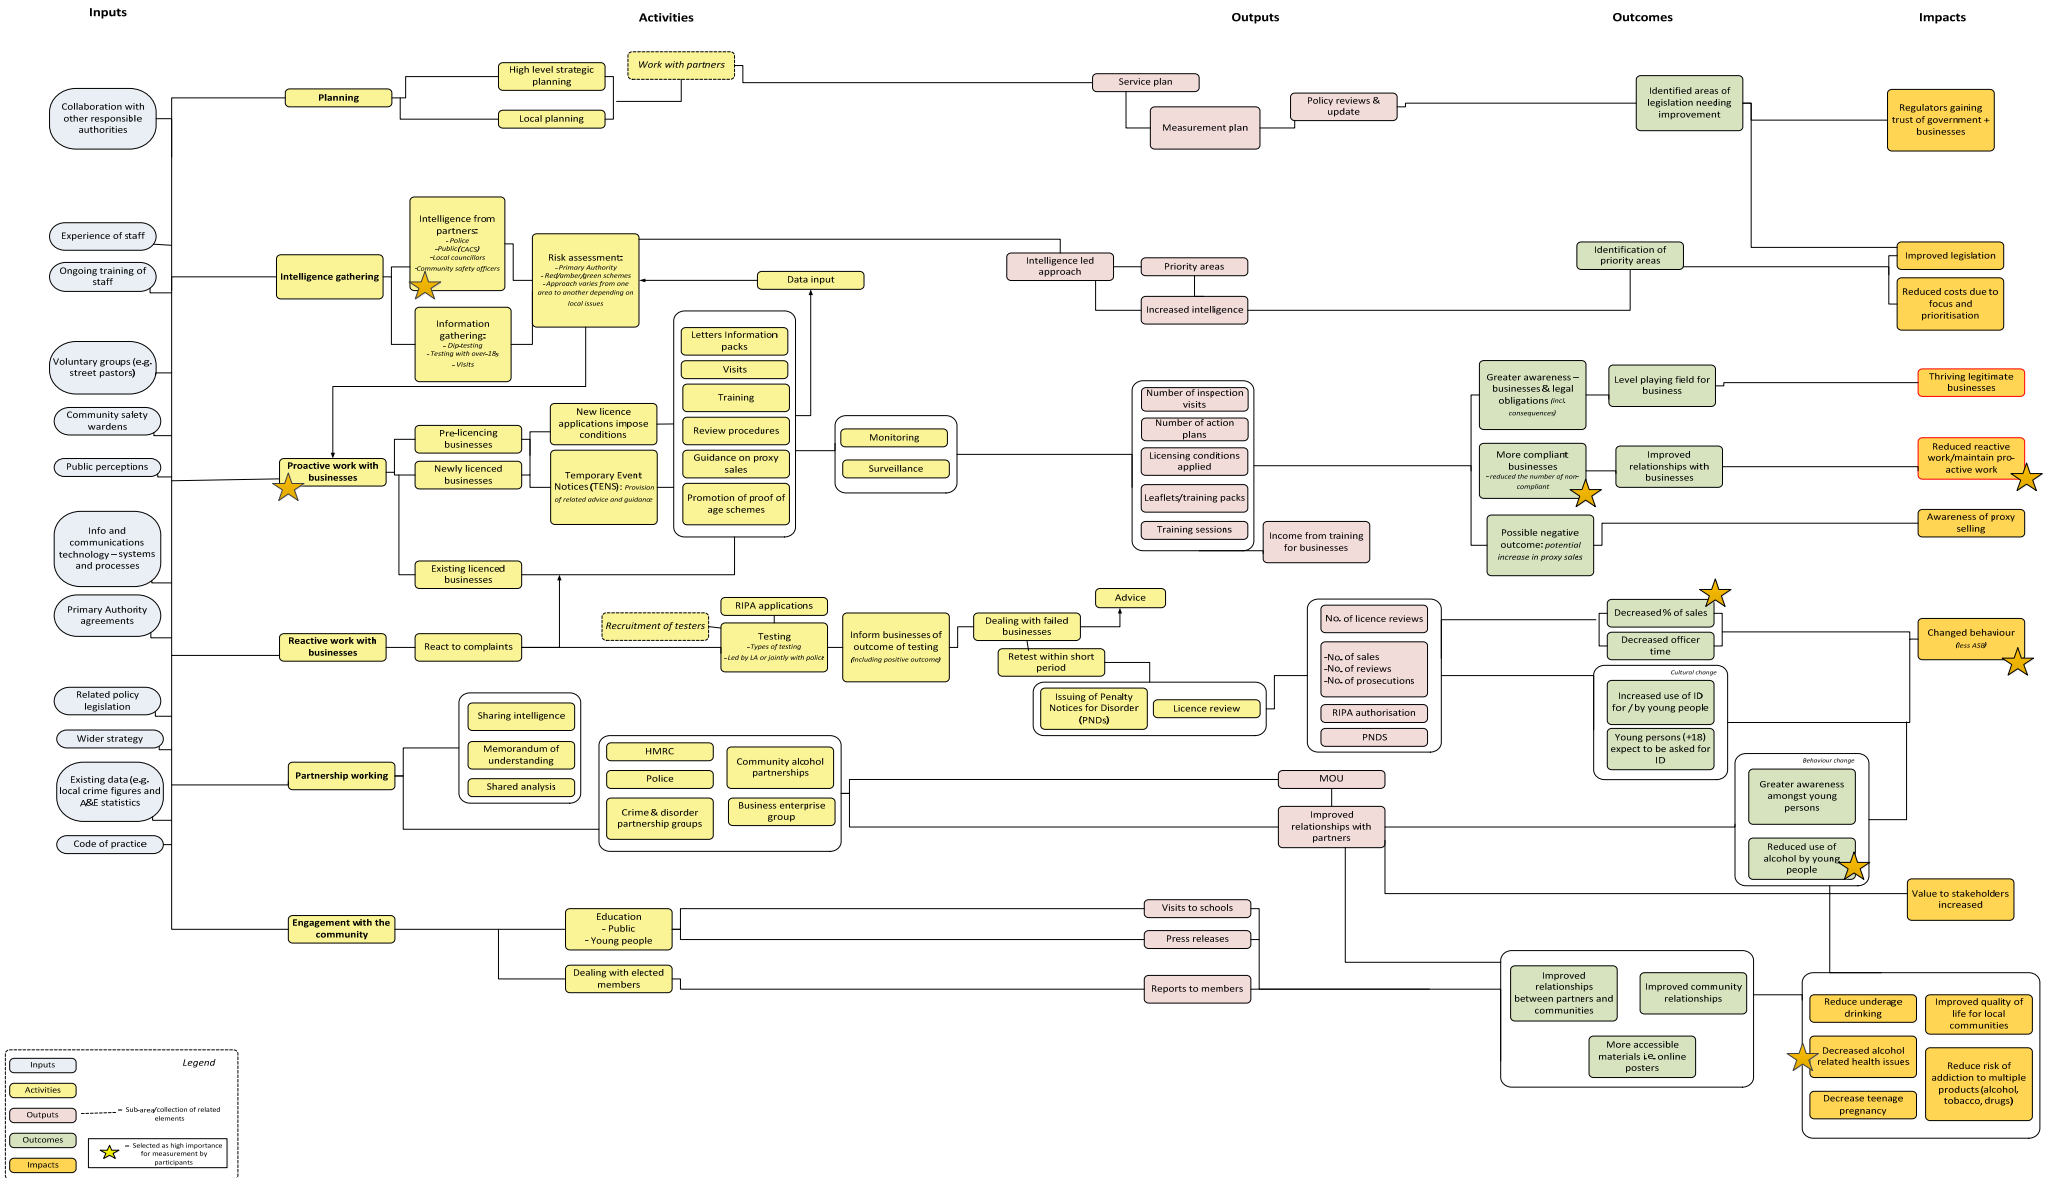 Inputs
Activities
Outputs
Outcomes
Impacts
Collaboration with
other responsible
authorities
Experience of staff
Ongoing training of
staff
Voluntary groups (e.g.
street pastors)
Community safety
wardens
Public perceptions
Info and
communications
technology – systems
and processes
Primary Authority
agreements
Related policy
legislation
Wider strategy
Existing data (e.g.
local crime figures and
A&E statistics
Code of practice
Planning
High level strategic
planning
Local planning
Work with partners
Service plan
Measurement plan
Policy reviews &
update
Identified areas of
legislation needing
improvement
Regulators gaining
trust of government +
businesses
Intelligence gathering
Intelligence from
partners:
- Police
- Public (CACS)
- Local councillors
-Community safety officers
Information
gathering:
- Dip-testing
- Testing with over-18s
- Visits
Risk assessment:
- Primary Authority
- Red/amber/green schemes
- Approach varies from one
area to another depending on
local issues
Data input
Intelligence led
approach
Priority areas
Increased intelligence
Identification of
priority areas
Improved legislation
Reduced costs due to
focus and
prioritisation
Proactive work with
businesses
Pre-licencing
businesses
Newly licenced
businesses
Existing licenced
businesses
New licence
applications impose
conditions
Temporary Event
Notices (TENS): Provision
of related advice and guidance
Letters Information
packs
Visits
Training
Review procedures
Guidance on proxy
sales
Promotion of proof of
age schemes
Monitoring
Surveillance
Number of inspection
visits
Number of action
plans
Licensing conditions
applied
Leaflets/training packs
Training sessions
Income from training
for businesses
Greater awareness –
businesses & legal
obligations (incl.
consequences)
Level playing field for
business
Thriving legitimate
businesses
More compliant
businesses
- reduced the number of non-
compliant
Improved
relationships with
businesses
Reduced reactive
work/maintain pro-
active work
Possible negative
outcome: potential
increase in proxy sales
Awareness of proxy
selling
Reactive work with
businesses
React to complaints
Recruitment of testers
RIPA applications
Testing
- Types of testing
- Led by LA or jointly with police
Inform businesses of
outcome of testing
(Including positive outcome)
Dealing with failed
businesses
Advice
Retest within short
period
Issuing of Penalty
Notices for Disorder
(PNDs)
Licence review
No. of licence reviews
-No. of sales
-No. of reviews
-No. of prosecutions
RIPA authorisation
PNDS
Decreased % of sales
Decreased officer
time
Changed behaviour
(less ASB)
Cultural change
Increased use of ID
for / by young people
Young persons (+18)
expect to be asked for
ID
Partnership working
Sharing intelligence
Memorandum of
understanding
Shared analysis
HMRC
Police
Crime & disorder
partnership groups
Community alcohol
partnerships
Business enterprise
group
MOU
Improved
relationships with
partners
Behaviour change
Greater awareness
amongst young
persons
Reduced use of
alcohol by young
people
Value to stakeholders
increased
Engagement with the
community
Education
- Public
- Young people
Dealing with elected
members
Visits to schools
Press releases
Reports to members
Improved
relationships
between partners and
communities
Improved community
relationships
More accessible
materials i.e. online
posters
Reduce underage
drinking
Improved quality of
life for local
communities
Decreased alcohol
related health issues
Reduce risk of
addiction to multiple
products (alcohol,
tobacco, drugs)
Decrease teenage
pregnancy
Legend
Inputs
Activities
Outputs
Outcomes
Impacts
= Sub-area/collection of related
elements
= Selected as high importance
for measurement by
participants